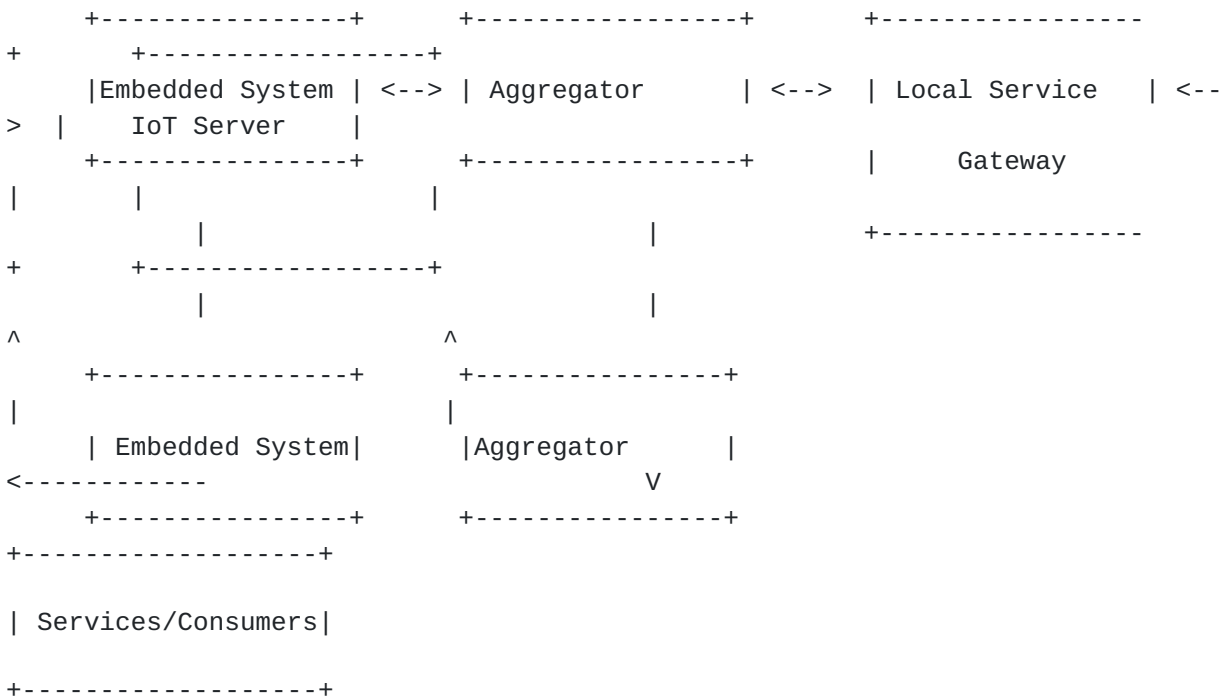 +----------------+      +-----------------+       +-----------------
+       +------------------+
|Embedded System | <--> | Aggregator      | <-->  | Local Service   | <--
>  |    IoT Server    |
+----------------+      +-----------------+       |     Gateway
|       |                  |
|                            |             +-----------------
+       +------------------+
|                            |
^                           ^
+----------------+      +----------------+
|                           |
| Embedded System|      |Aggregator      |
<------------                            V
+----------------+      +----------------+
+-------------------+
| Services/Consumers|
+-------------------+